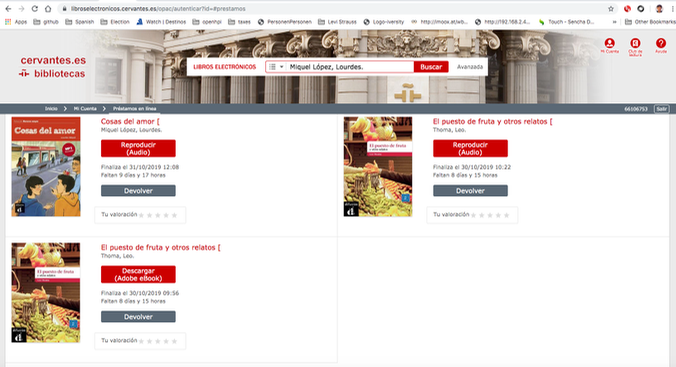 libroselectronicos.cervantes.es/opac/autenticar?id=#prestamos
Apps github Spanish Election Watch | Destinos openhpi taxes PersonenPersonen Levi Strauss Logo-iversity http://moox.at/wb... http://192.168.2.4... Touch - Sencha D... » Other Bookmarks
cervantes.es
bibliotecas
LIBROS ELECTRÓNICOS Miquel López, Lourdes. Buscar Avanzada
Mi Cuenta Club de lectura Ayuda
Inicio Mi Cuenta Préstamos en línea 66106753 Salir
Cosas del amor [
Miquel López, Lourdes.
Reproducir
(Audio)
Finaliza el 31/10/2019 12:08
Faltan 9 días y 17 horas
Devolver
Tu valoración
Cosas del amor
El puesto de fruta y otros relatos [
Thoma, Leo.
Reproducir
(Audio)
Finaliza el 30/10/2019 10:22
Faltan 8 días y 15 horas
Devolver
Tu valoración
El puesto de fruta
El puesto de fruta y otros relatos [
Thoma, Leo.
Descargar
(Adobe eBook)
Finaliza el 30/10/2019 09:56
Faltan 8 días y 15 horas
Devolver
Tu valoración
El puesto de fruta